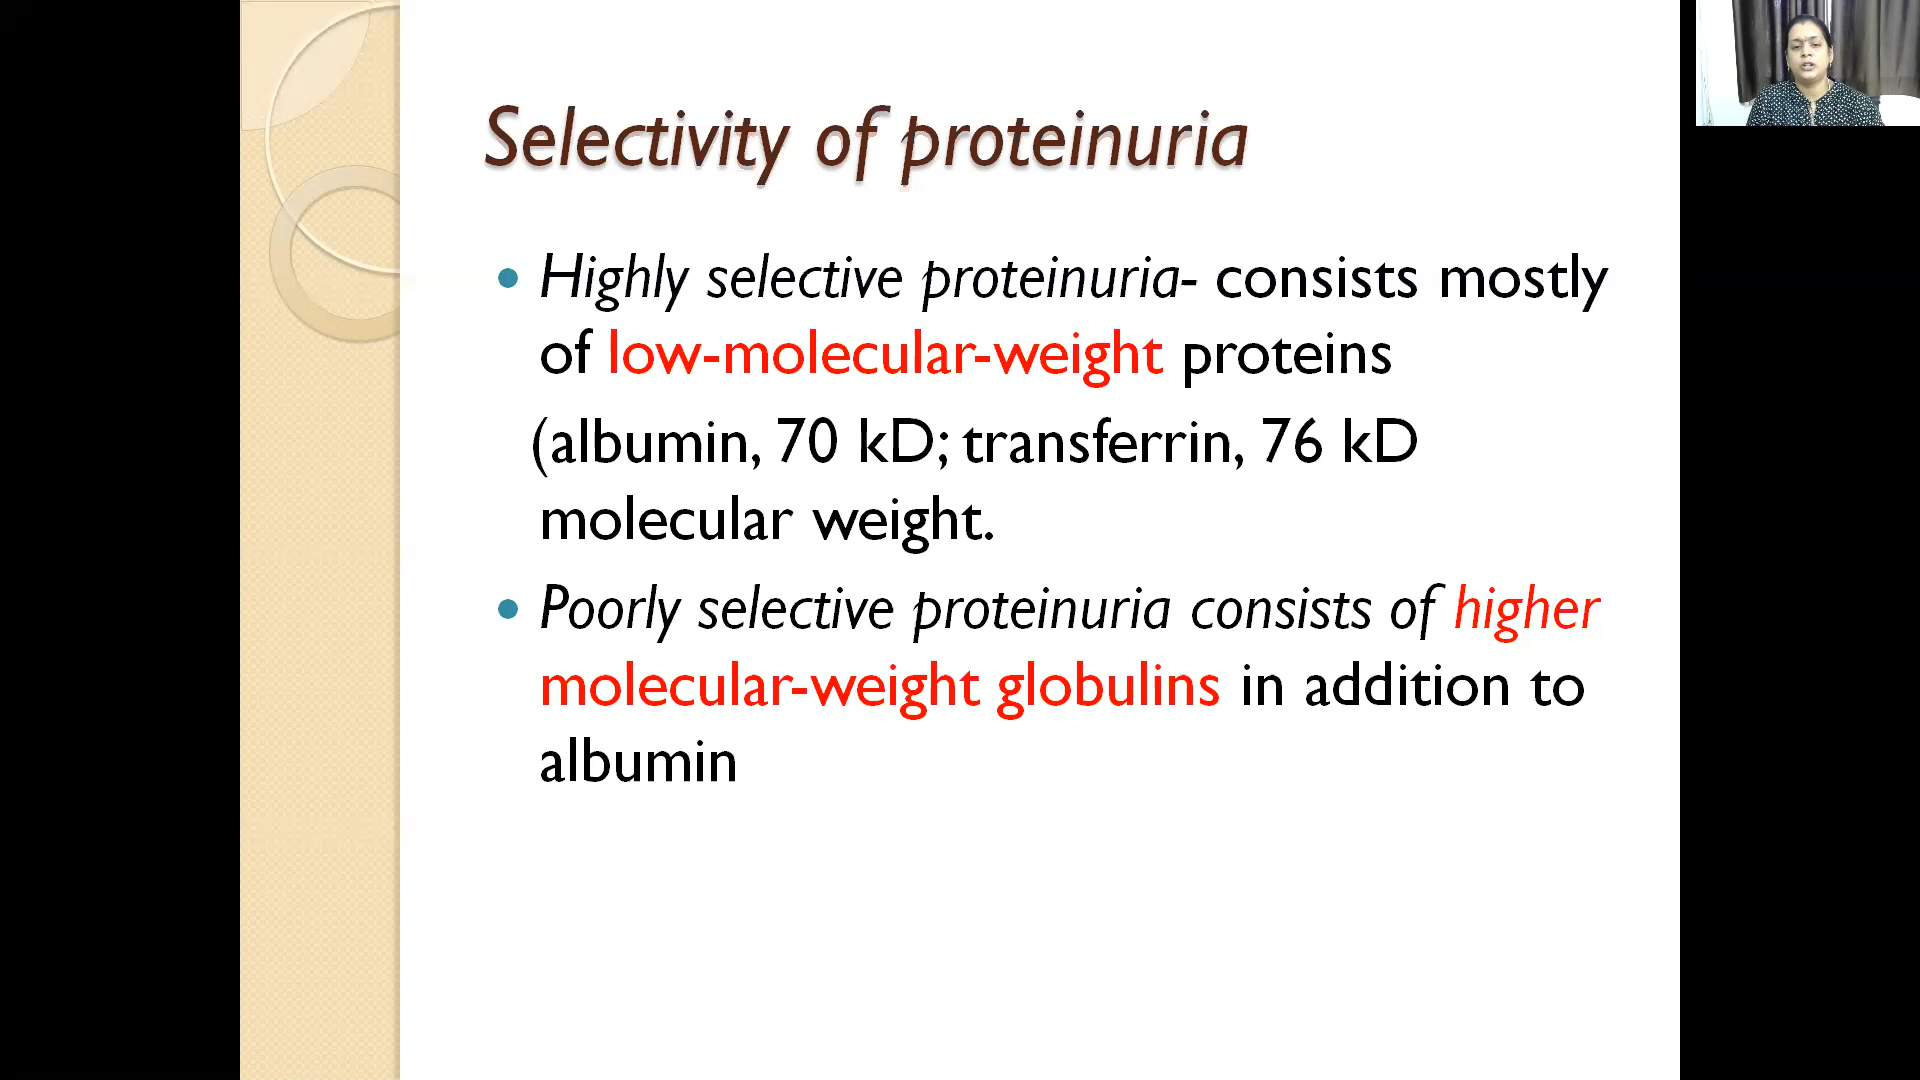 Selectivity of proteinuria
Highly selective proteinuria- consists mostly
of low-molecular-weight proteins
(albumin, 70 kD; transferrin, 76 kD
molecular weight.
Poorly selective proteinuria consists of higher
molecular-weight globulins in addition to
albumin